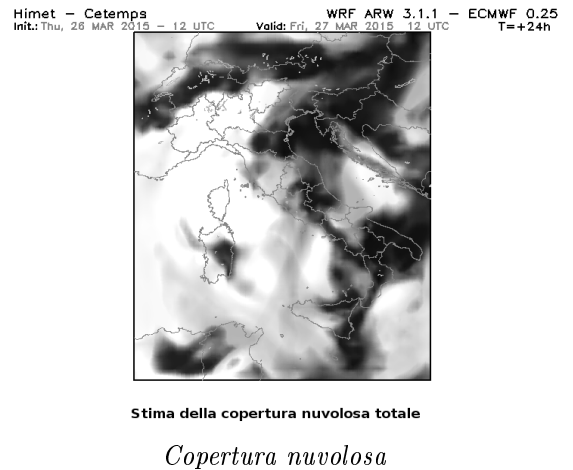 Himet – Cetemps WRF ARW 3.1.1 – ECMWF 0.25
Init.: Thu, 26 MAR 2015 – 12 UTC Valid: Fri, 27 MAR 2015 12 UTC T=+24h
Stima della copertura nuvolosa totale
Copertura nuvolosa